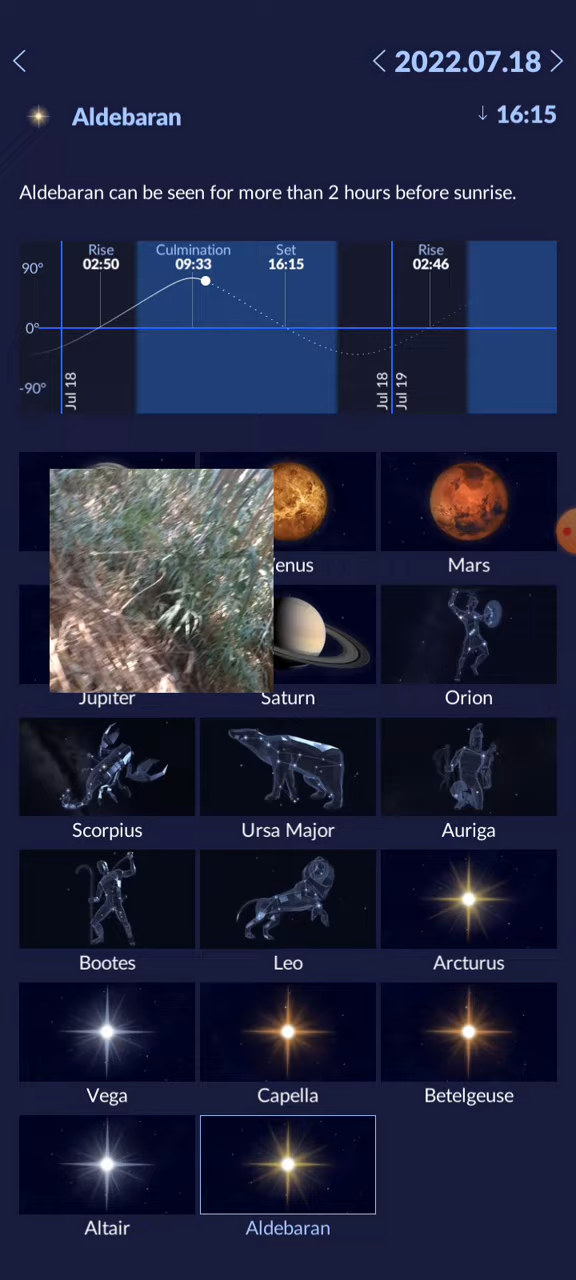 2022.07.18
Aldebaran
↓ 16:15
Aldebaran can be seen for more than 2 hours before sunrise.
Rise Culmination Set Rise
02:50 09:33 16:15 02:46
90°
0°
-90°
Jul 18
Jul 18
Jul 19
Mars
Jupiter Saturn Orion
Scorpius Ursa Major Auriga
Bootes Leo Arcturus
Vega Capella Betelgeuse
Altair Aldebaran